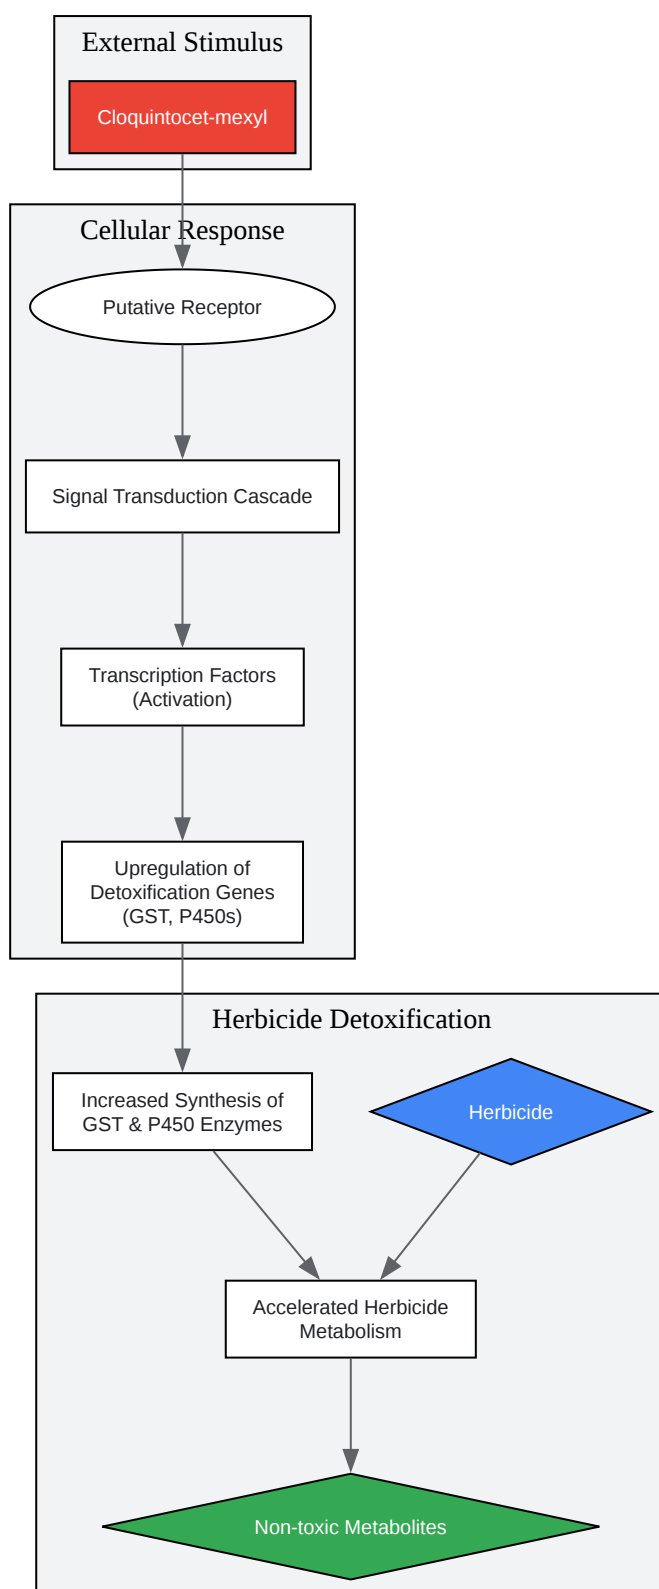 External Stimulus
Cloquintocet-mexyl
Cellular Response
Putative Receptor
Signal Transduction Cascade
Transcription Factors
(Activation)
Upregulation of
Detoxification Genes
(GST, P450s)
Herbicide Detoxification
Increased Synthesis of
GST & P450 Enzymes
Herbicide
Accelerated Herbicide
Metabolism
Non-toxic Metabolites